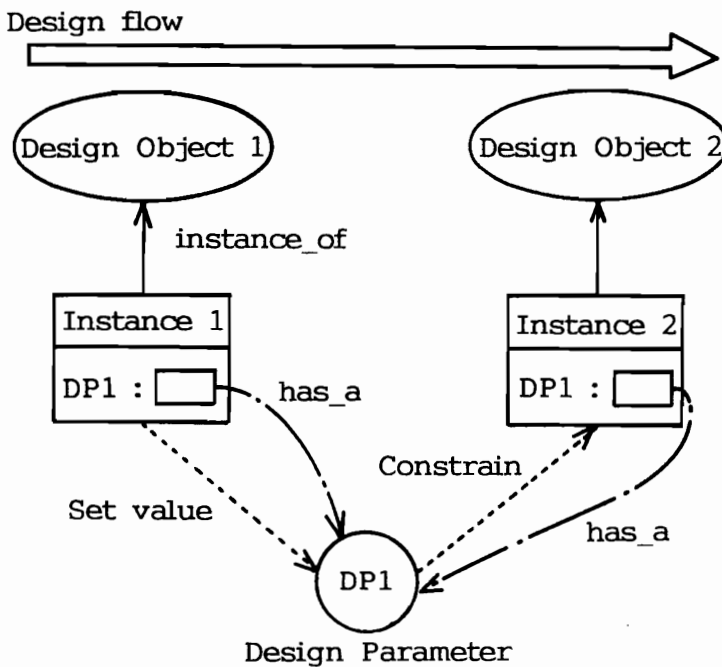 Design flow
Design Object 1
Design Object 2
instance_of
Instance 1
Instance 2
DP1 :
has_a
DP1 :
Constrain
Set value
has_a
DP1
Design Parameter